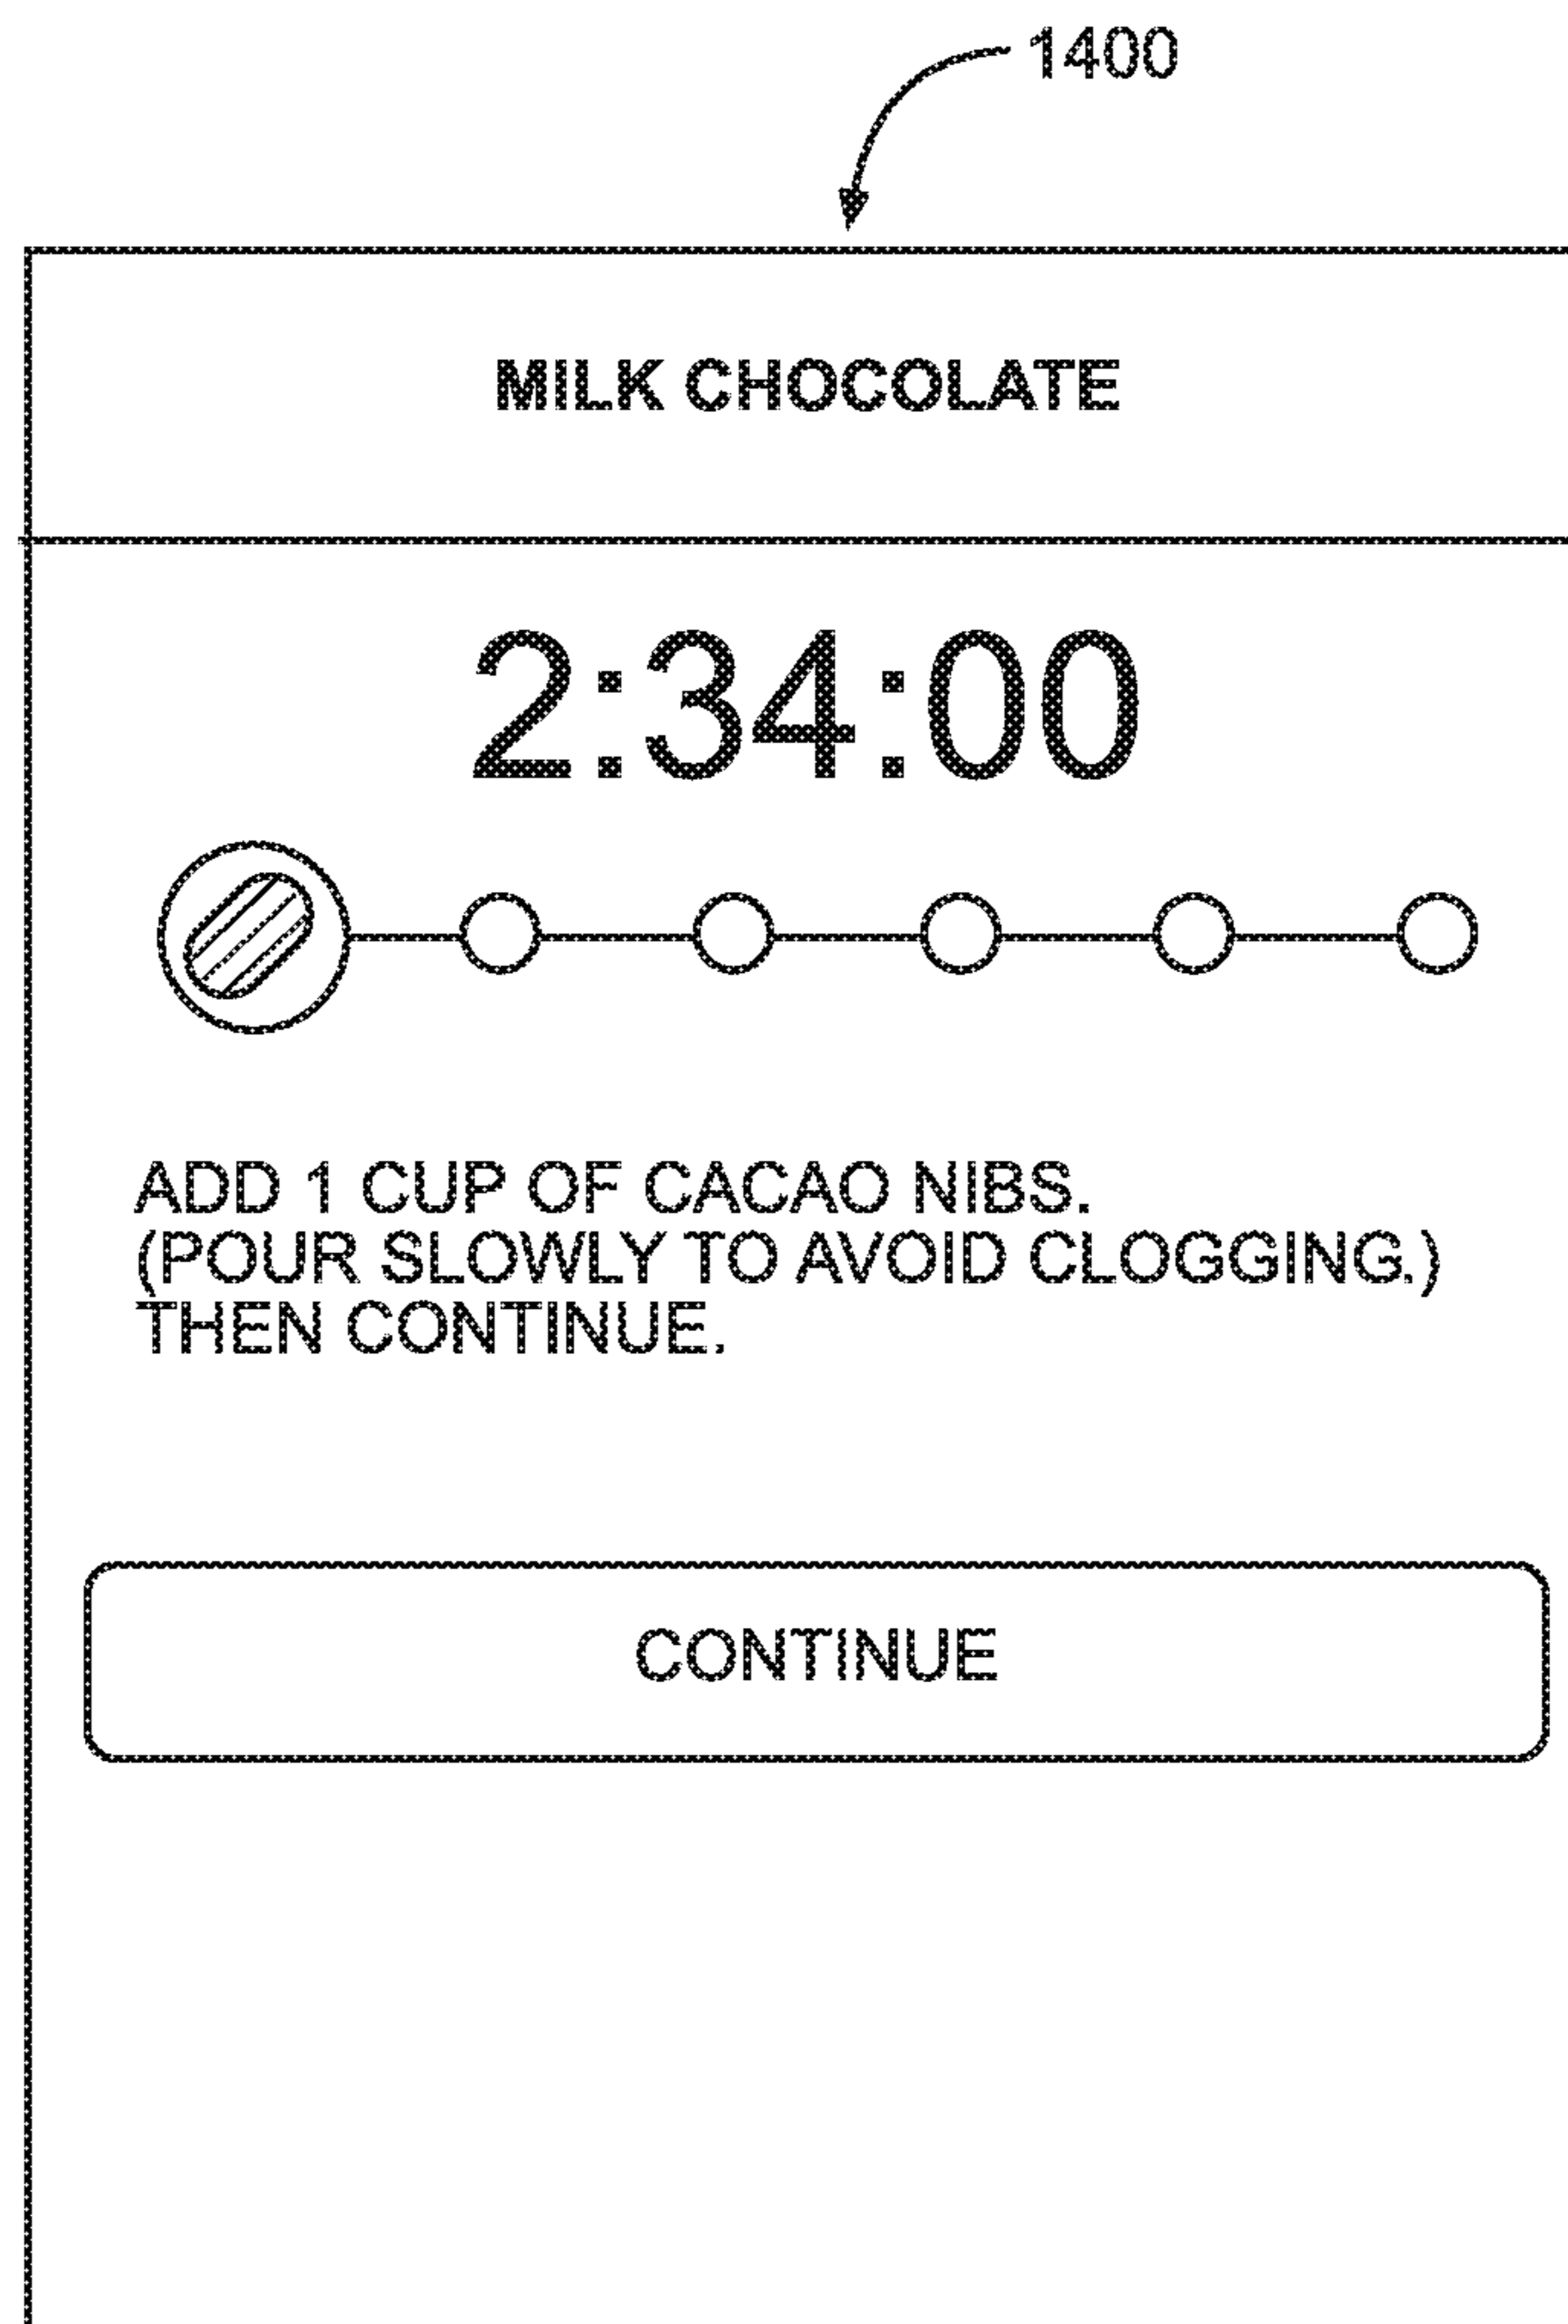 1400
MILK CHOCOLATE
2:34:00
ADD 1 CUP OF CACAO NIBS.
(POUR SLOWLY TO AVOID CLOGGING.)
THEN CONTINUE.
CONTINUE